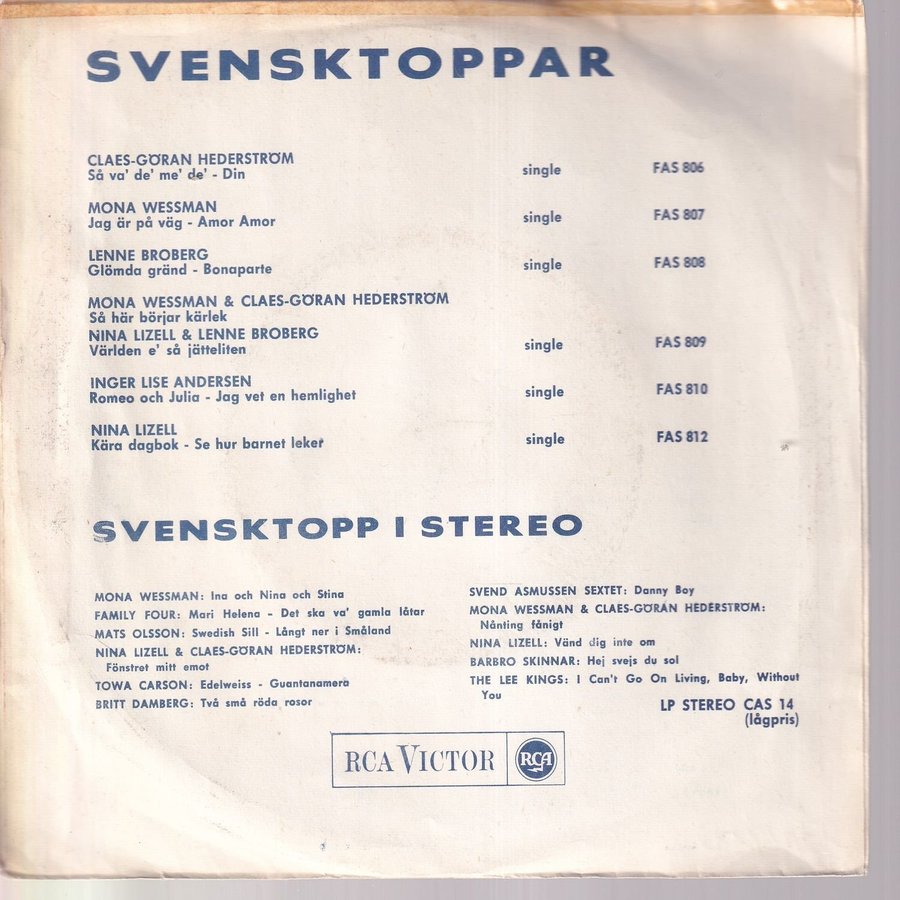 SVENSKTOPPAR
CLAES-GÖRAN HEDERSTRÖM
Så va' de' me' de' - Din single FAS 806
MONA WESSMAN
Jag är på väg - Amor Amor single FAS 807
LENNE BROBERG
Glömda gränd - Bonaparte single FAS 808
MONA WESSMAN & CLAES-GÖRAN HEDERSTRÖM
Så här börjar kärlek
NINA LIZELL & LENNE BROBERG
Världen e' så jätteliten single FAS 809
INGER LISE ANDERSEN
Romeo och Julia - Jag vet en hemlighet single FAS 810
NINA LIZELL
Kära dagbok - Se hur barnet leker single FAS 812
SVENSKTOPP I STEREO
MONA WESSMAN: Ina och Nina och Stina
FAMILY FOUR: Mari Helena - Det ska va' gamla låtar
MATS OLSSON: Swedish Sill - Långt ner i Småland
NINA LIZELL & CLAES-GÖRAN HEDERSTRÖM:
Fönstret mitt emot
TOWA CARSON: Edelweiss - Guantanamera
BRITT DAMBERG: Två små röda rosor
SVEND ASMUSSEN SEXTET: Danny Boy
MONA WESSMAN & CLAES-GÖRAN HEDERSTRÖM:
Nånting fånigt
NINA LIZELL: Vänd dig inte om
BARBRO SKINNAR: Hej svejs du sol
THE LEE KINGS: I Can't Go On Living, Baby, Without
You
LP STEREO CAS 14
(lågpris)
RCA VICTOR RCA